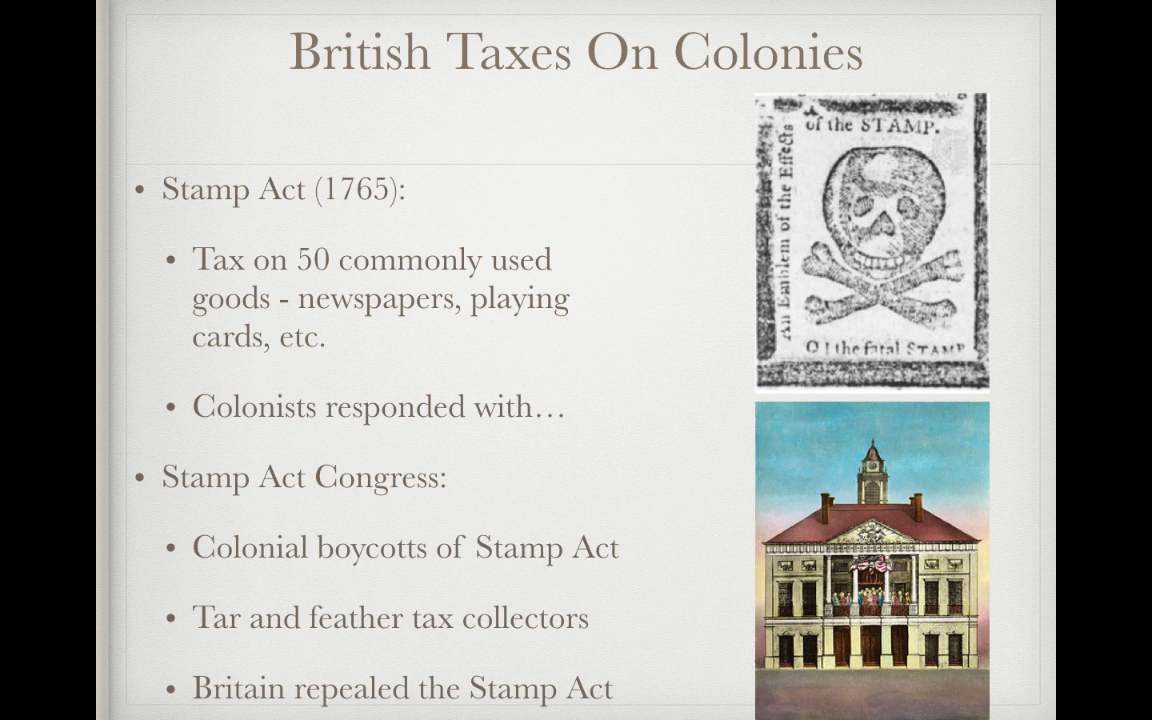 British Taxes On Colonies
• Stamp Act (1765):
• Tax on 50 commonly used
goods - newspapers, playing
cards, etc.
• Colonists responded with…
• Stamp Act Congress:
• Colonial boycotts of Stamp Act
• Tar and feather tax collectors
• Britain repealed the Stamp Act
An Emblem of the Effects
of the STAMP.
O! the fatal STAMP